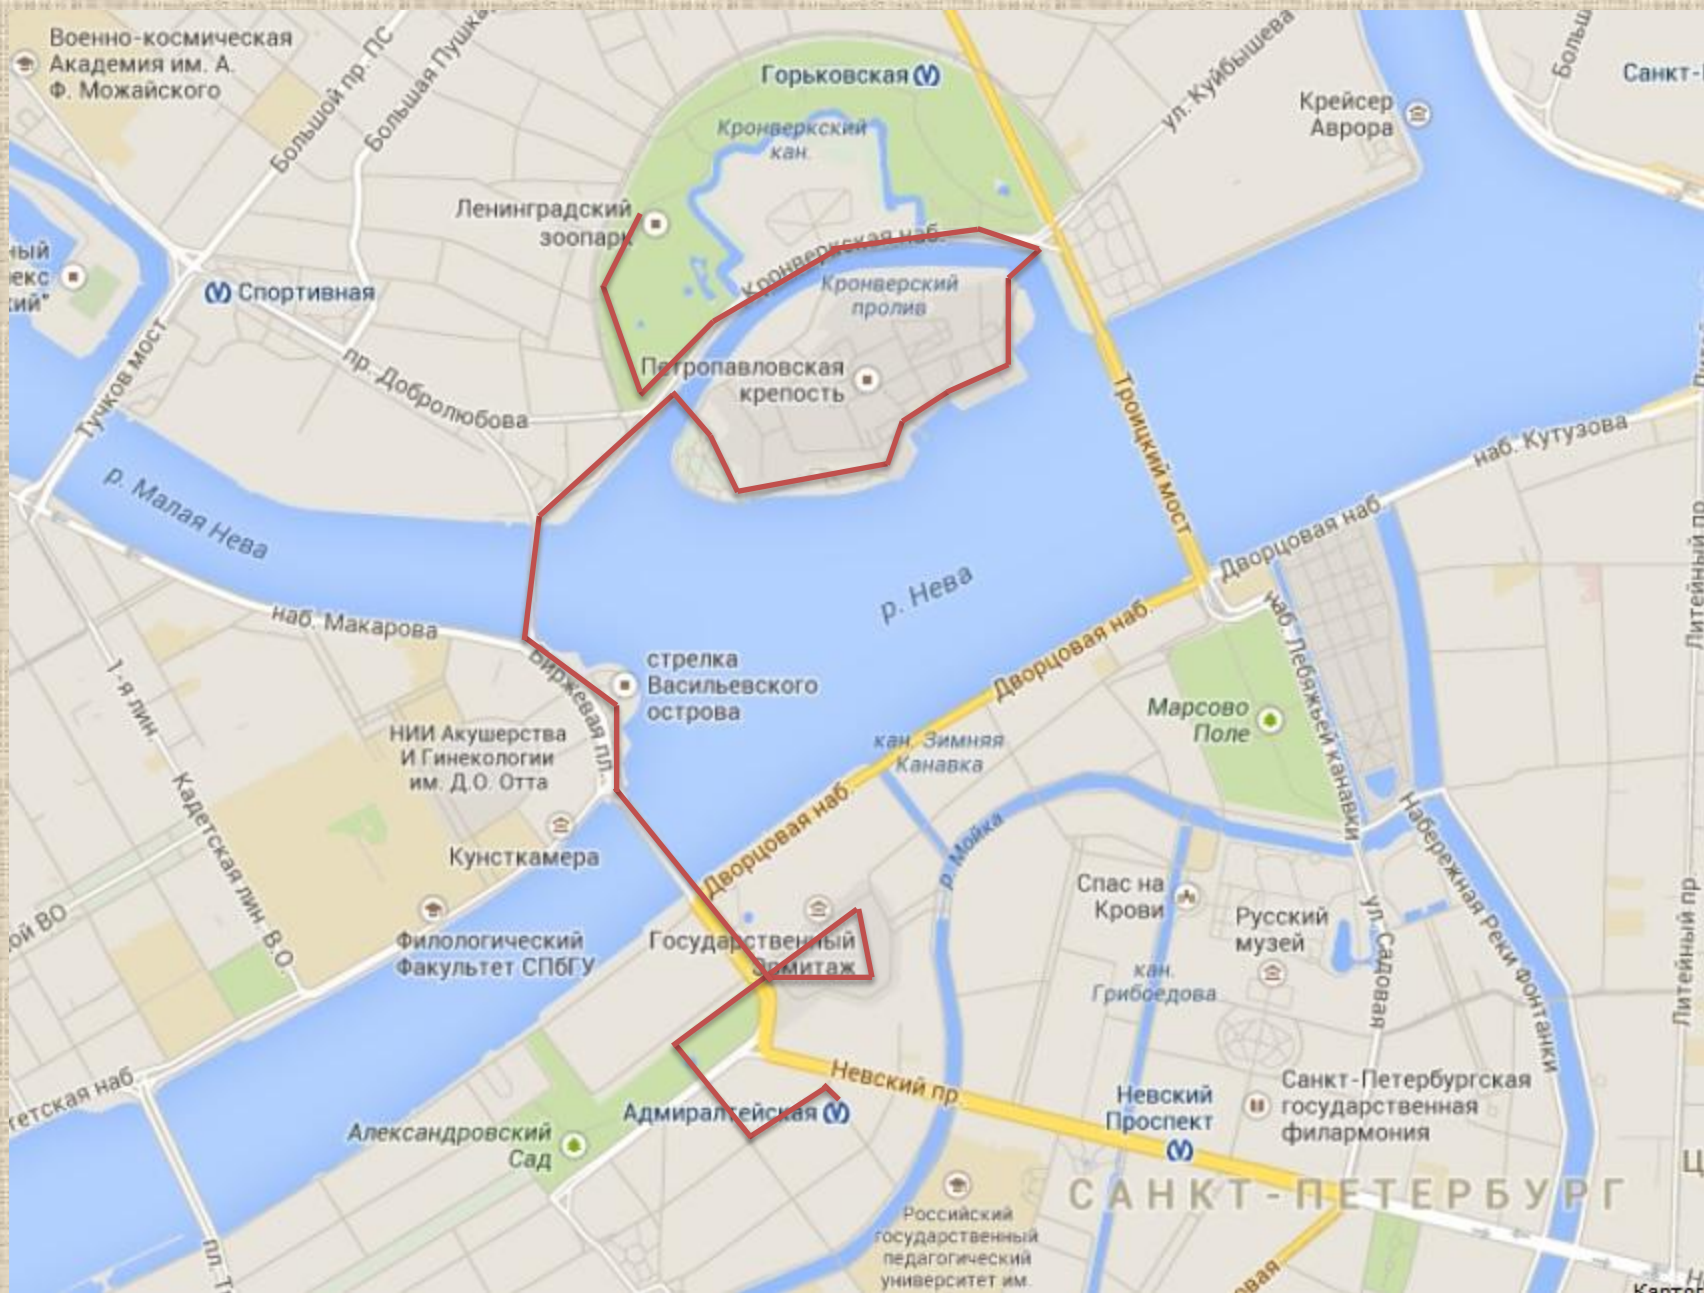 Военно-космическая
Академия им. А.
Ф. Можайского
Большой пр. ПС
Большая
Горьковская
ул. Куйбышева
Крейсер
Аврора
Кронверкский
кан.
Ленинградский
зоопарк
Спортивная
Кронверкская наб.
Кронверский
пролив
Тучков мост
пр. Добролюбова
Петропавловская
крепость
Троицкий мост
наб. Кутузова
р. Малая Нева
Дворцовая наб
Литейный пр
р. Нева
наб. Макарова
Дворцовая наб.
наб. Лебяжьей канавки
1-я лин.
Биржевая пл.
стрелка
Васильевского
острова
Марсово
Поле
НИИ Акушерства
И Гинекологии
им. Д.О. Отта
кан. Зимняя
Канавка
Кадетская лин. В.О.
Дворцовая наб.
р. Мойка
Набережная Реки Фонтанки
Кунсткамера
Спас на
Крови
Русский
музей
ул. Садовая
Литейный пр
ой ВО
Филологический
Факультет СПбГУ
Государственный
Эрмитаж
кан.
Грибоедова
Невский пр.
Адмиралтейская
Невский
Проспект
Санкт-Петербургская
государственная
филармония
Александровский
Сад
САНКТ-ПЕТЕРБУРГ
Российский
государственный
педагогический
университет им.